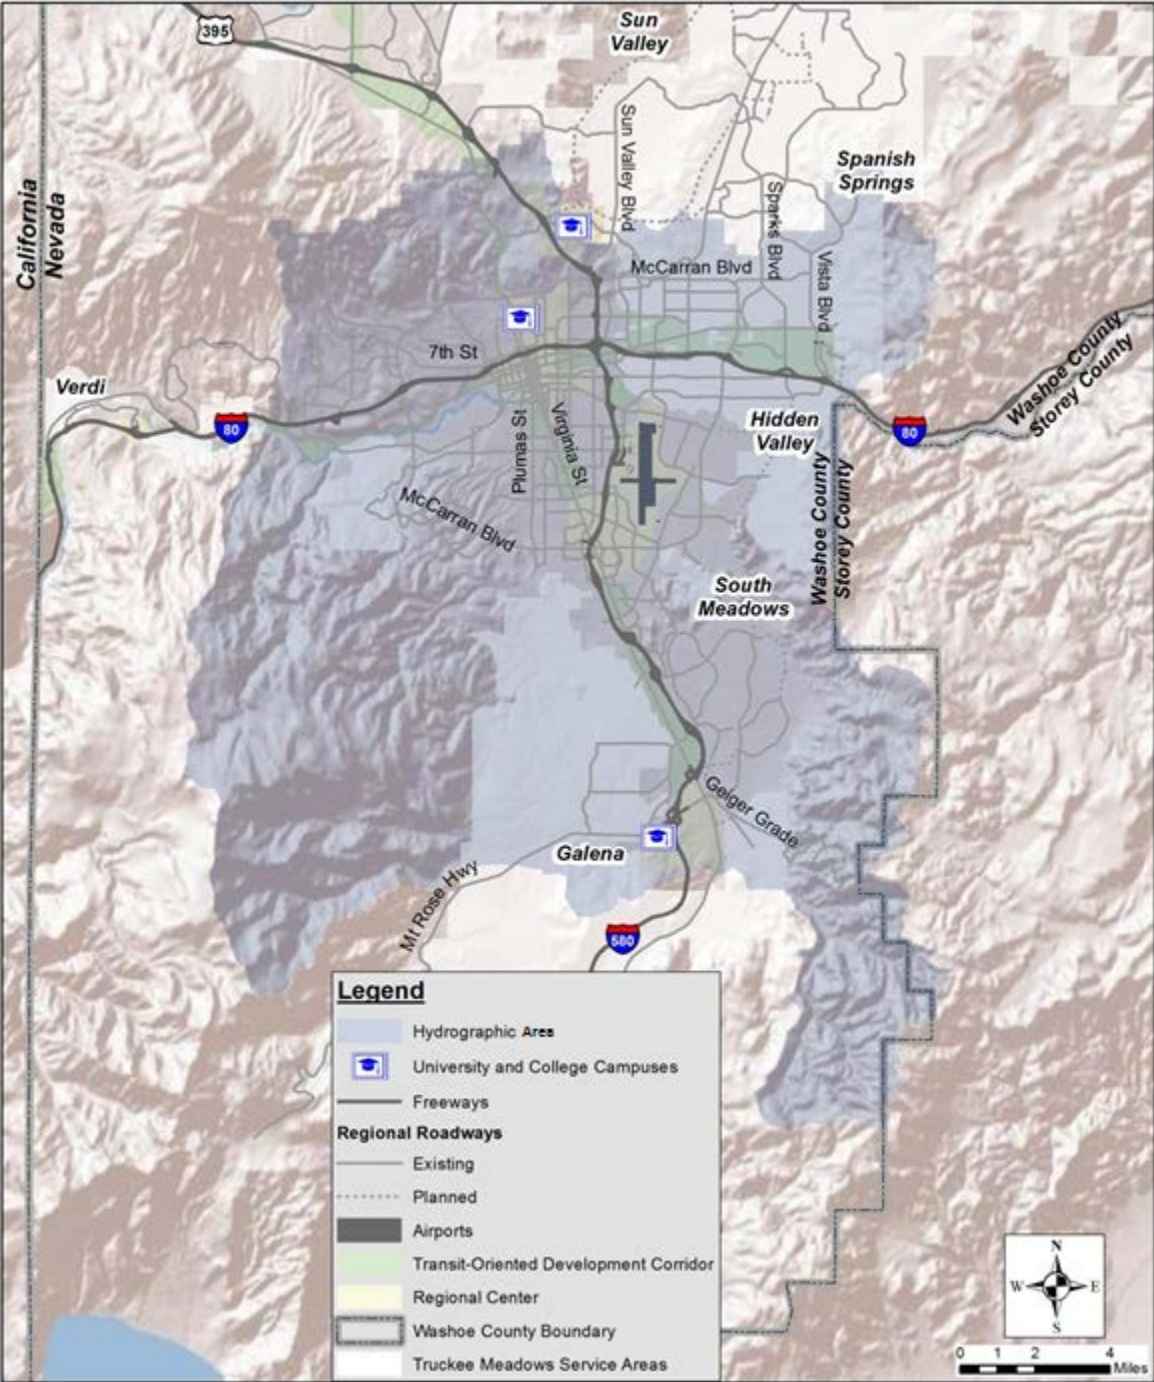 395
Sun
Valley
Sun Valley Blvd
Spanish
Springs
Sparks Blvd
California
Nevada
McCarran Blvd
Vista Blvd
7th St
Washoe County
Storey County
Verdi
80
Plumas St
Virginia St
Hidden
Valley
80
McCarran Blvd
Washoe County
Storey County
South
Meadows
Geiger Grade
Galena
Mt Rose Hwy
580
Legend
Hydrographic Area
University and College Campuses
Freeways
Regional Roadways
Existing
Planned
Airports
Transit-Oriented Development Corridor
Regional Center
Washoe County Boundary
Truckee Meadows Service Areas
N
W E
S
0 1 2 4
Miles